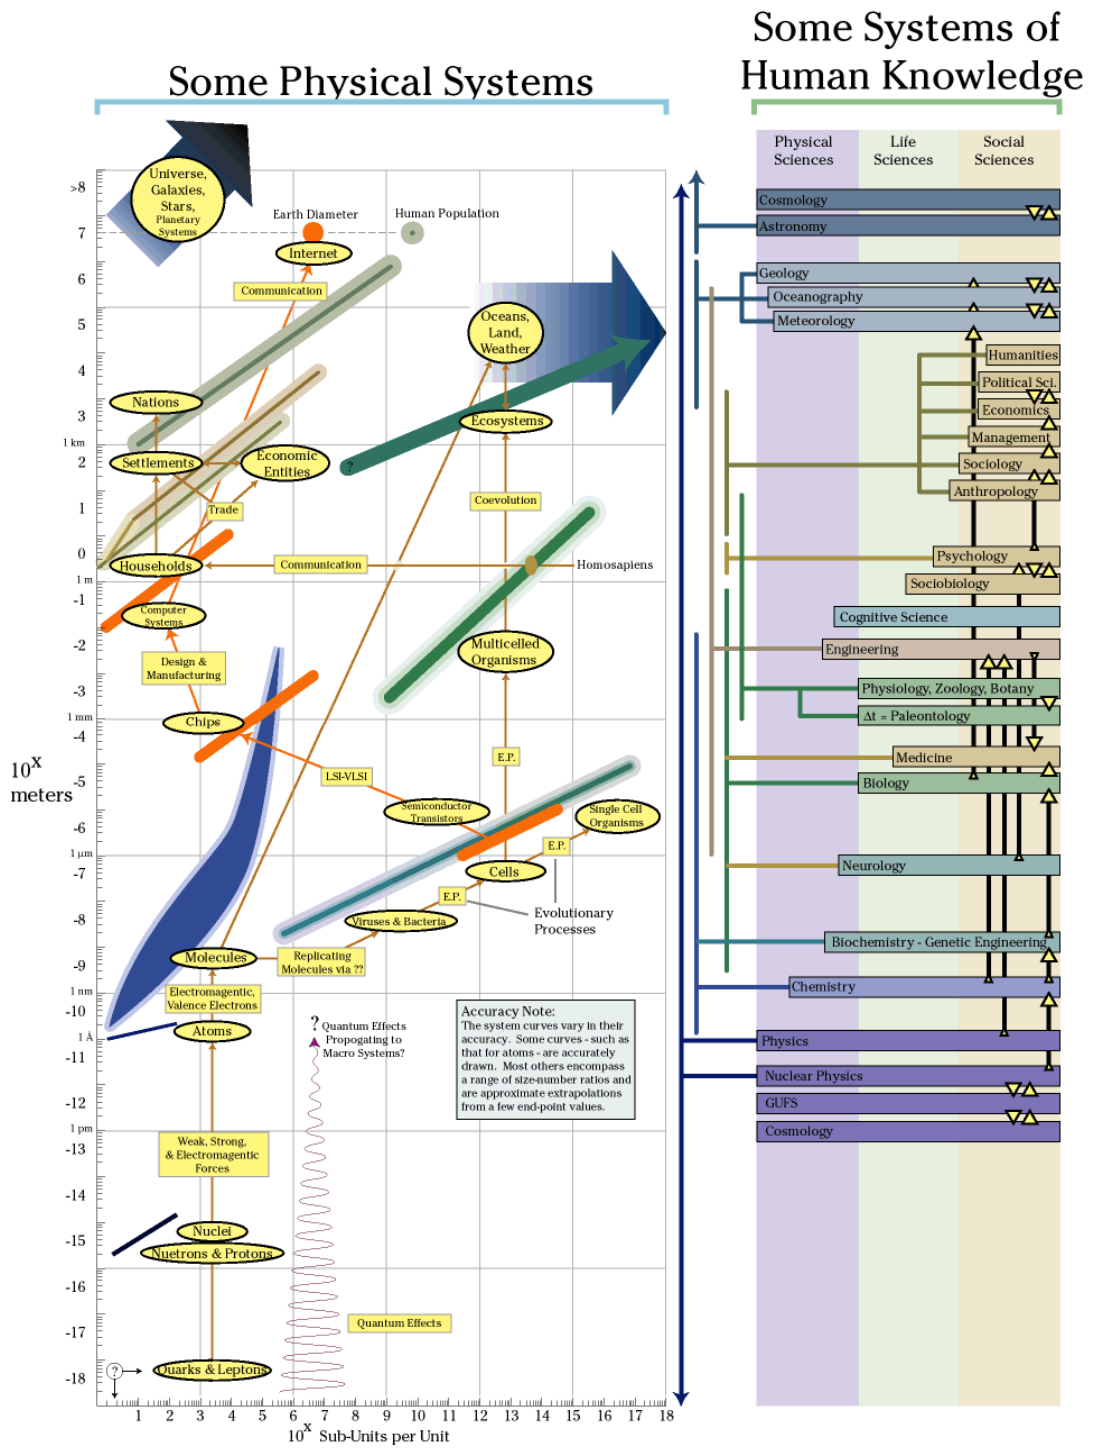 Some Physical Systems
Some Systems of
Human Knowledge
Physical
Sciences
Life
Sciences
Social
Sciences
Universe,
Galaxies,
Stars,
Planetary
Systems
Earth Diameter
Human Population
Internet
Communication
Oceans,
Land,
Weather
Nations
Ecosystems
Settlements
Economic
Entities
?
Trade
Coevolution
Households
Communication
Homosapiens
Computer
Systems
Design &
Manufacturing
Multicelled
Organisms
Chips
LSI-VLSI
E.P.
Semiconductor
Transistors
Single Cell
Organisms
E.P.
Cells
E.P.
Evolutionary
Processes
Viruses & Bacteria
Molecules
Replicating
Molecules via ??
Electromagentic,
Valence Electrons
Atoms
? Quantum Effects
Propogating to
Macro Systems?
Accuracy Note:
The system curves vary in their
accuracy. Some curves - such as
that for atoms - are accurately
drawn. Most others encompass
a range of size-number ratios and
are approximate extrapolations
from a few end-point values.
Weak, Strong,
& Electromagentic
Forces
Nuclei
Nuetrons & Protons
Quantum Effects
?
Quarks & Leptons
>8
7
6
5
4
3
1 km
2
1
0
1 m
-1
-2
-3
1 mm
-4
-5
-6
1 µm
-7
-8
-9
1 nm
-10
1 Å
-11
-12
1 pm
-13
-14
-15
-16
-17
-18
10x
meters
1 2 3 4 5 6 7 8 9 10 11 12 13 14 15 16 17 18
10x Sub-Units per Unit
Cosmology
Astronomy
Geology
Oceanography
Meteorology
Humanities
Political Sci.
Economics
Management
Sociology
Anthropology
Psychology
Sociobiology
Cognitive Science
Engineering
Physiology, Zoology, Botany
Δt = Paleontology
Medicine
Biology
Neurology
Biochemistry - Genetic Engineering
Chemistry
Physics
Nuclear Physics
GUFS
Cosmology